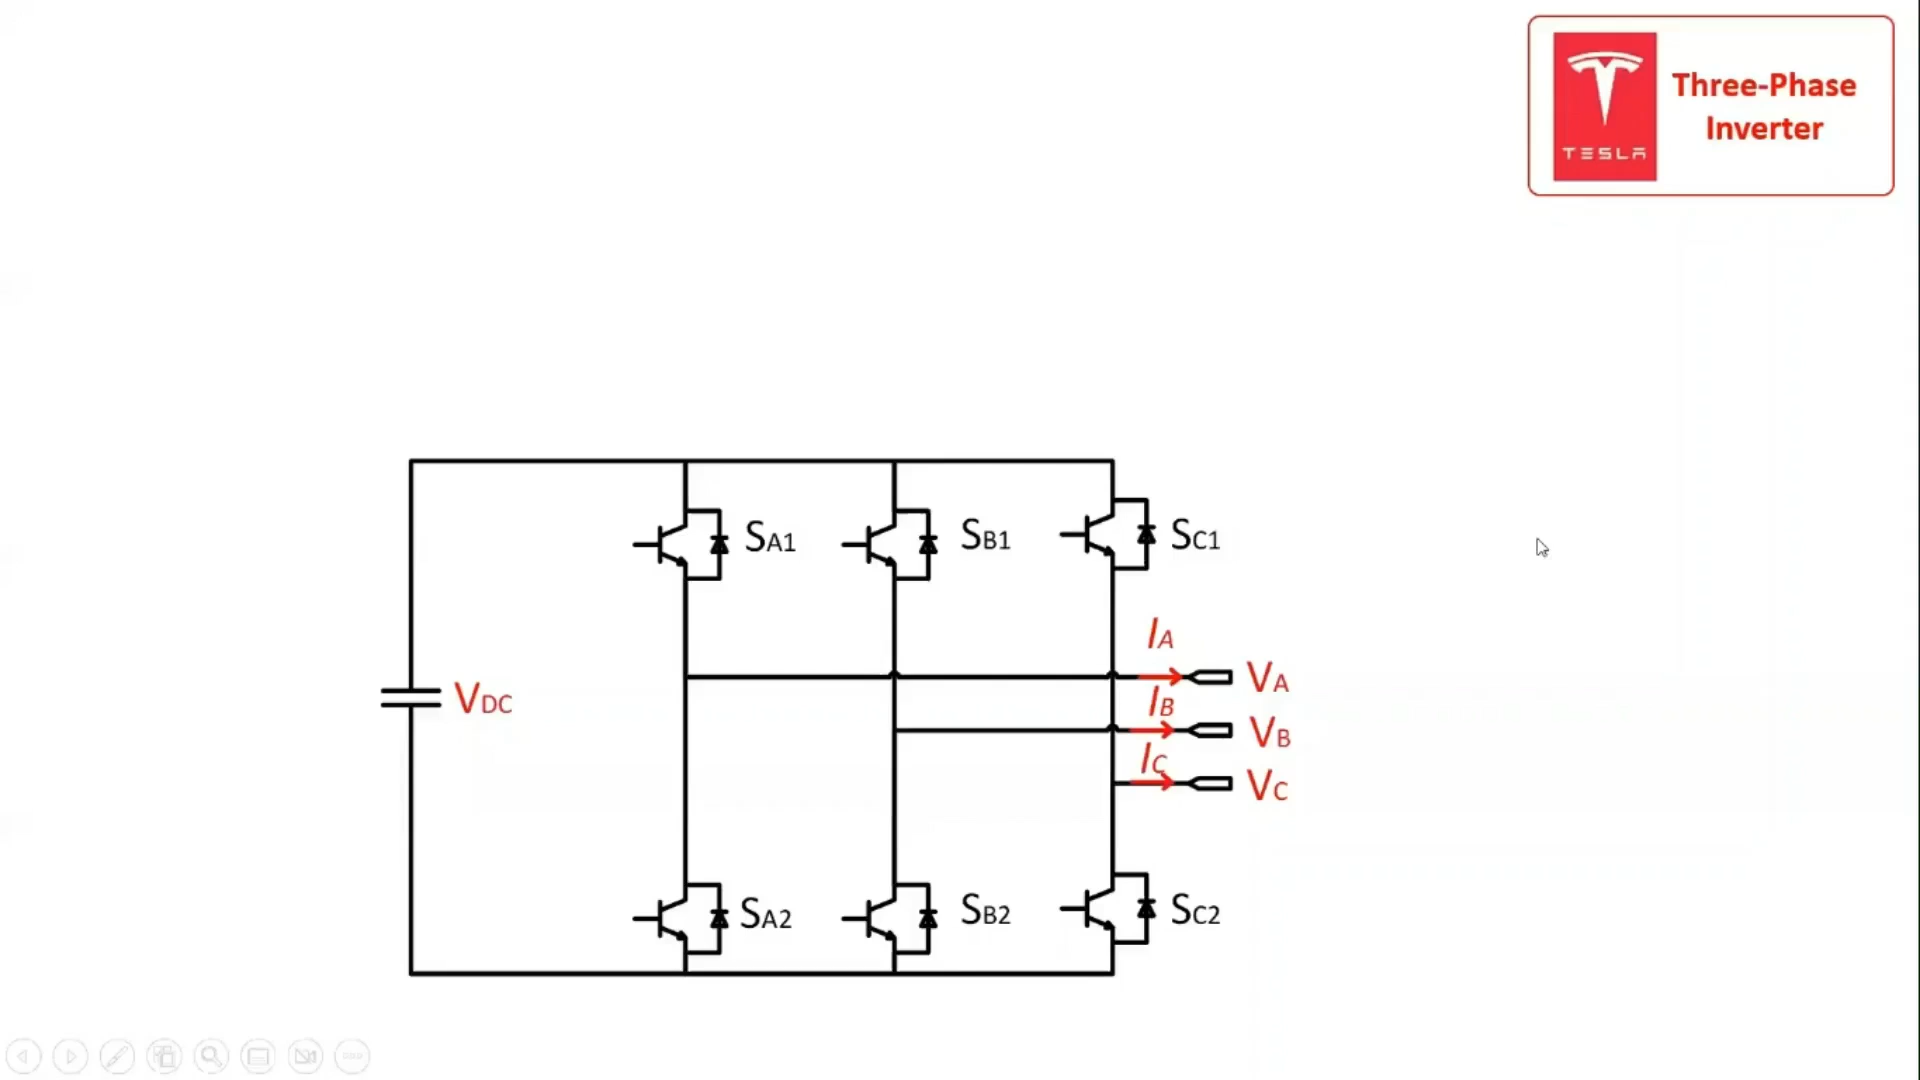 TESLA
Three-Phase
Inverter
SA1
SB1
SC1
IA
VA
VDC
IB
VB
IC
VC
SA2
SB2
SC2